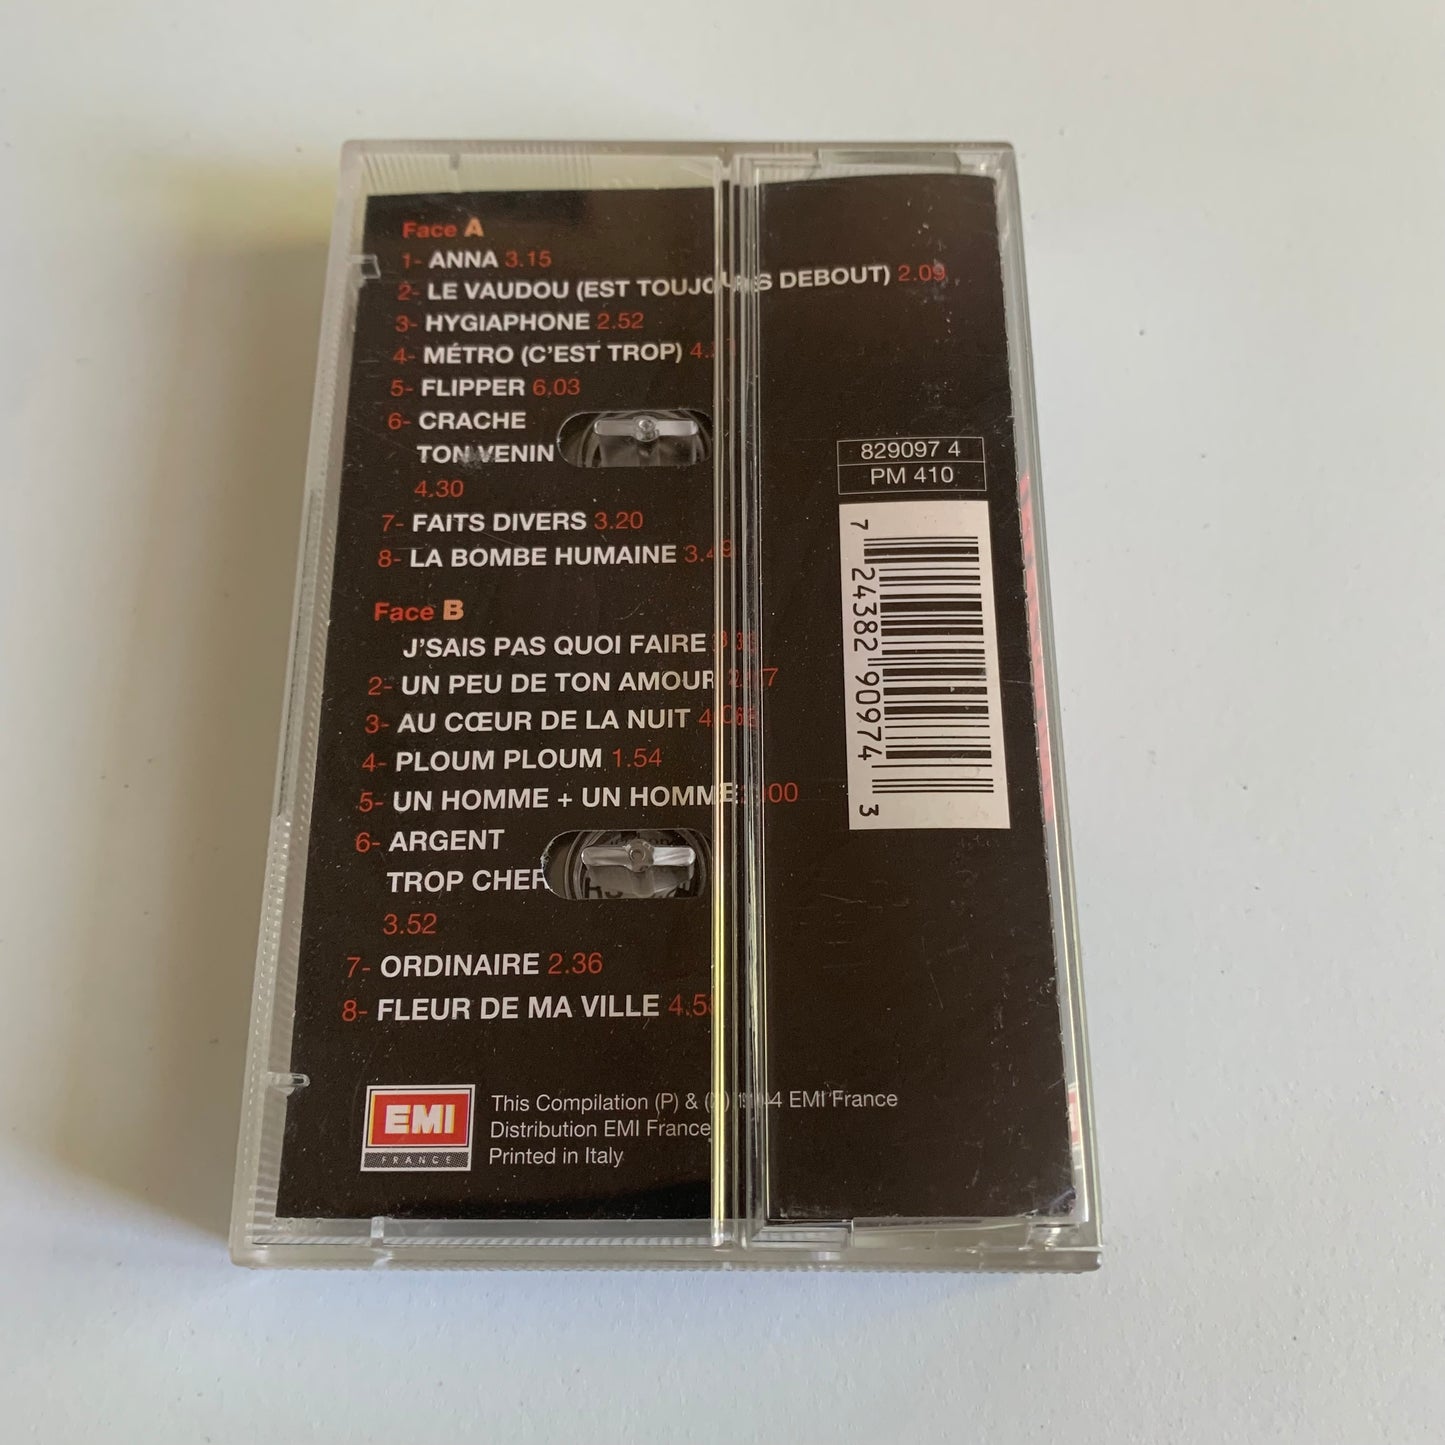 Face A
1- ANNA 3.15
2- LE VAUDOU (EST TOUJOURS DEBOUT) 2.09
3- HYGIAPHONE 2.52
4- MÉTRO (C'EST TROP)
5- FLIPPER 6.03
6- CRACHE
TON VENIN
4.30
7- FAITS DIVERS 3.20
8- LA BOMBE HUMAINE 3.49
Face B
J'SAIS PAS QUOI FAIRE
2- UN PEU DE TON AMOUR
3- AU CŒUR DE LA NUIT
4- PLOUM PLOUM 1.54
5- UN HOMME + UN HOMME
6- ARGENT
TROP CHER
3.52
7- ORDINAIRE 2.36
8- FLEUR DE MA VILLE
EMI
FRANCE
This Compilation (P) & EMI France
Distribution EMI France
Printed in Italy
829097 4
PM 410
7 24382 90974 3